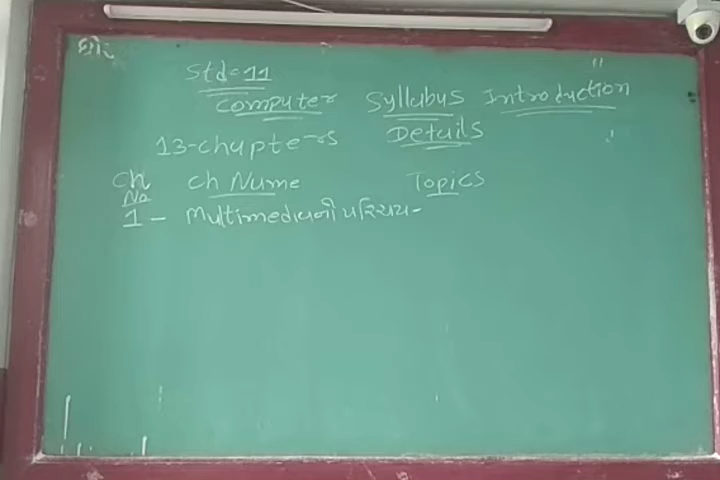 Std=11
Computer Syllabus Introduction
13-chapters Details
Ch No Ch Name Topics
1 - Multimediaનો પરિચય -